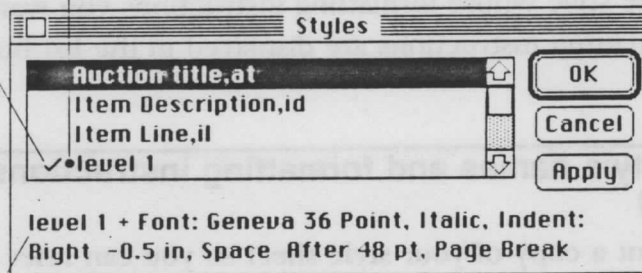 Styles
Auction title,at
Item Description,id
Item Line,il
✓•level 1
OK
Cancel
Apply
level 1 + Font: Geneva 36 Point, Italic, Indent:
Right -0.5 in, Space After 48 pt, Page Break